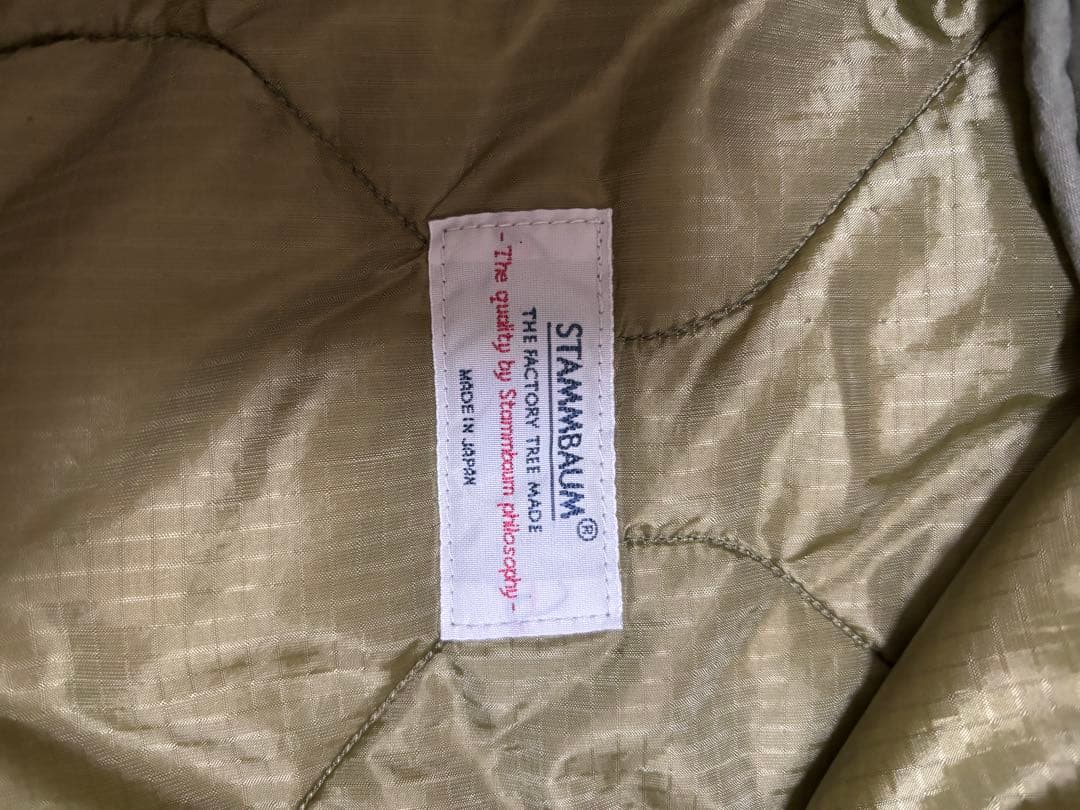 STAMMBAUM®
THE FACTORY TREE MADE
- The quality by Stammbaum philosophy -
MADE IN JAPAN